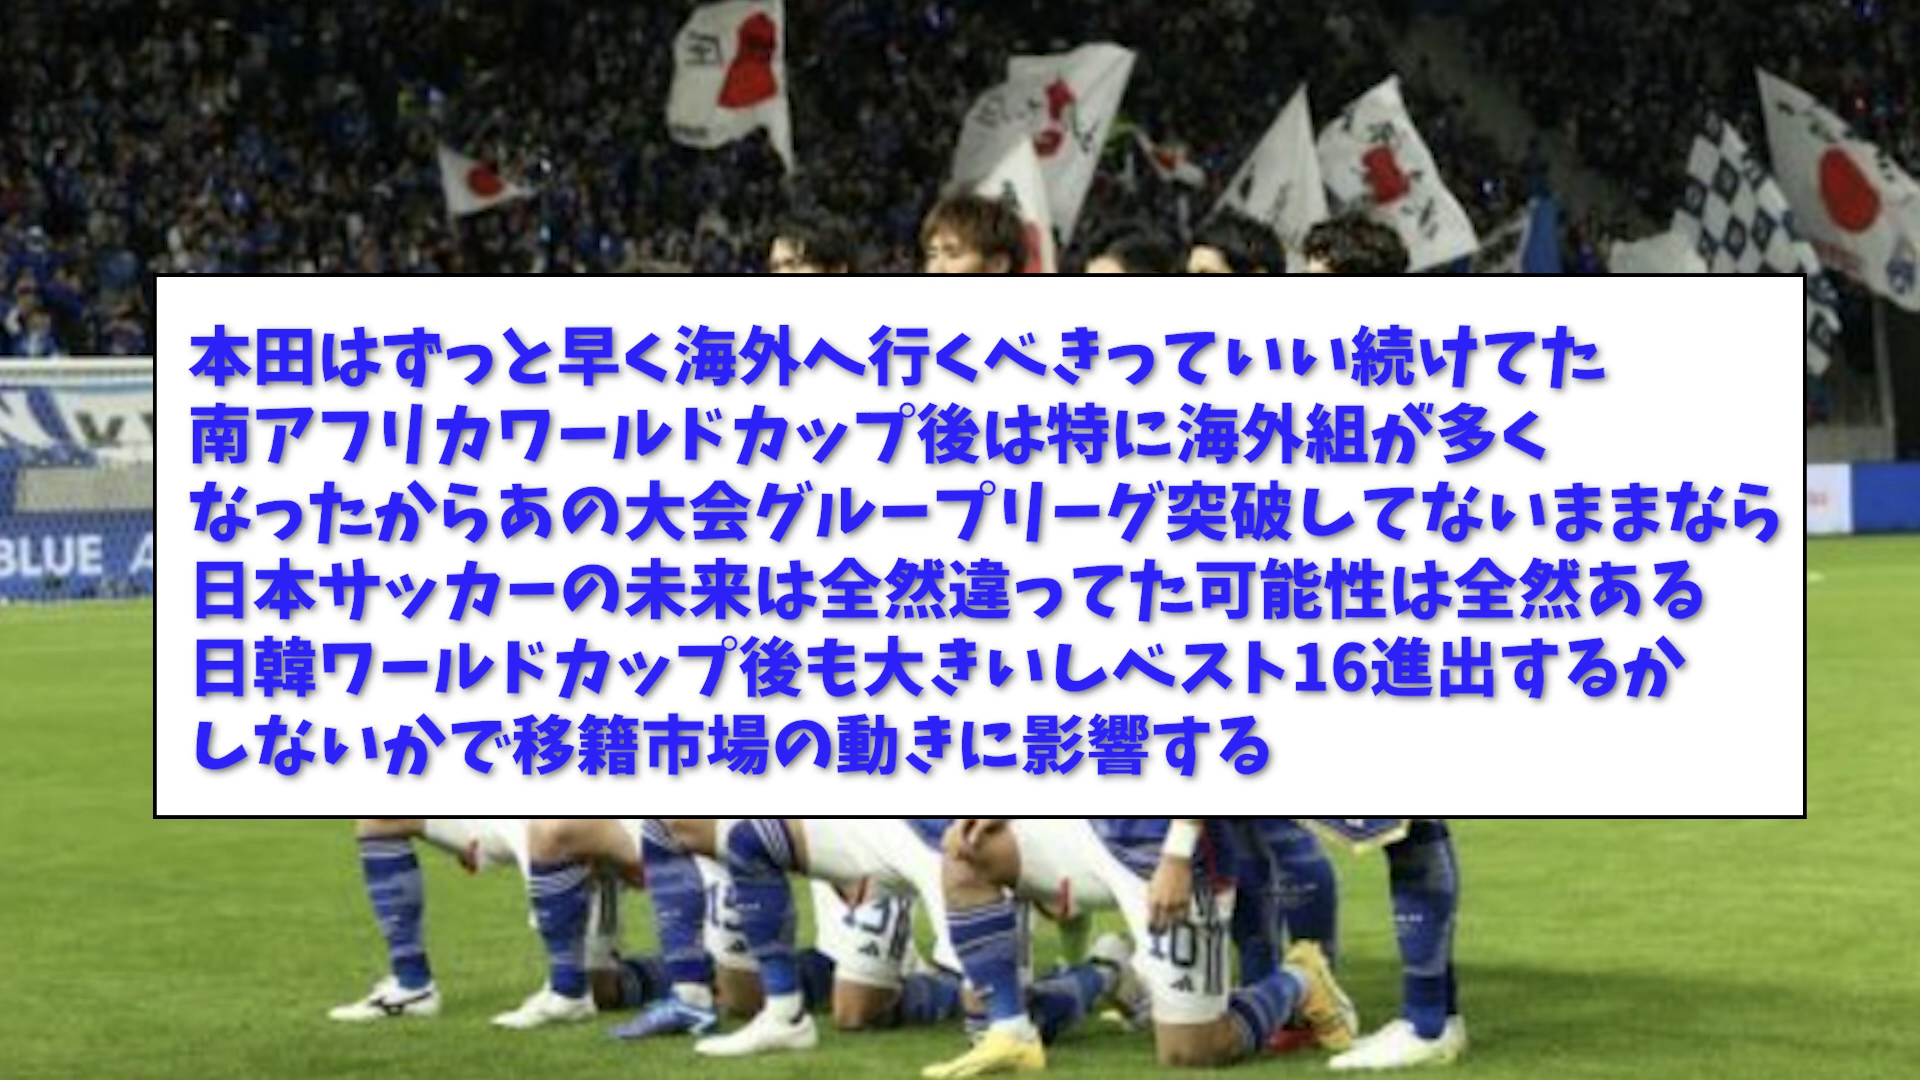 本田はずっと早く海外へ行くべきっていい続けてた
南アフリカワールドカップ後は特に海外組が多く
なったからあの大会グループリーグ突破してないままなら
日本サッカーの未来は全然違ってた可能性は全然ある
日韓ワールドカップ後も大きいしベスト16進出するか
しないかで移籍市場の動きに影響する
BLUE
10